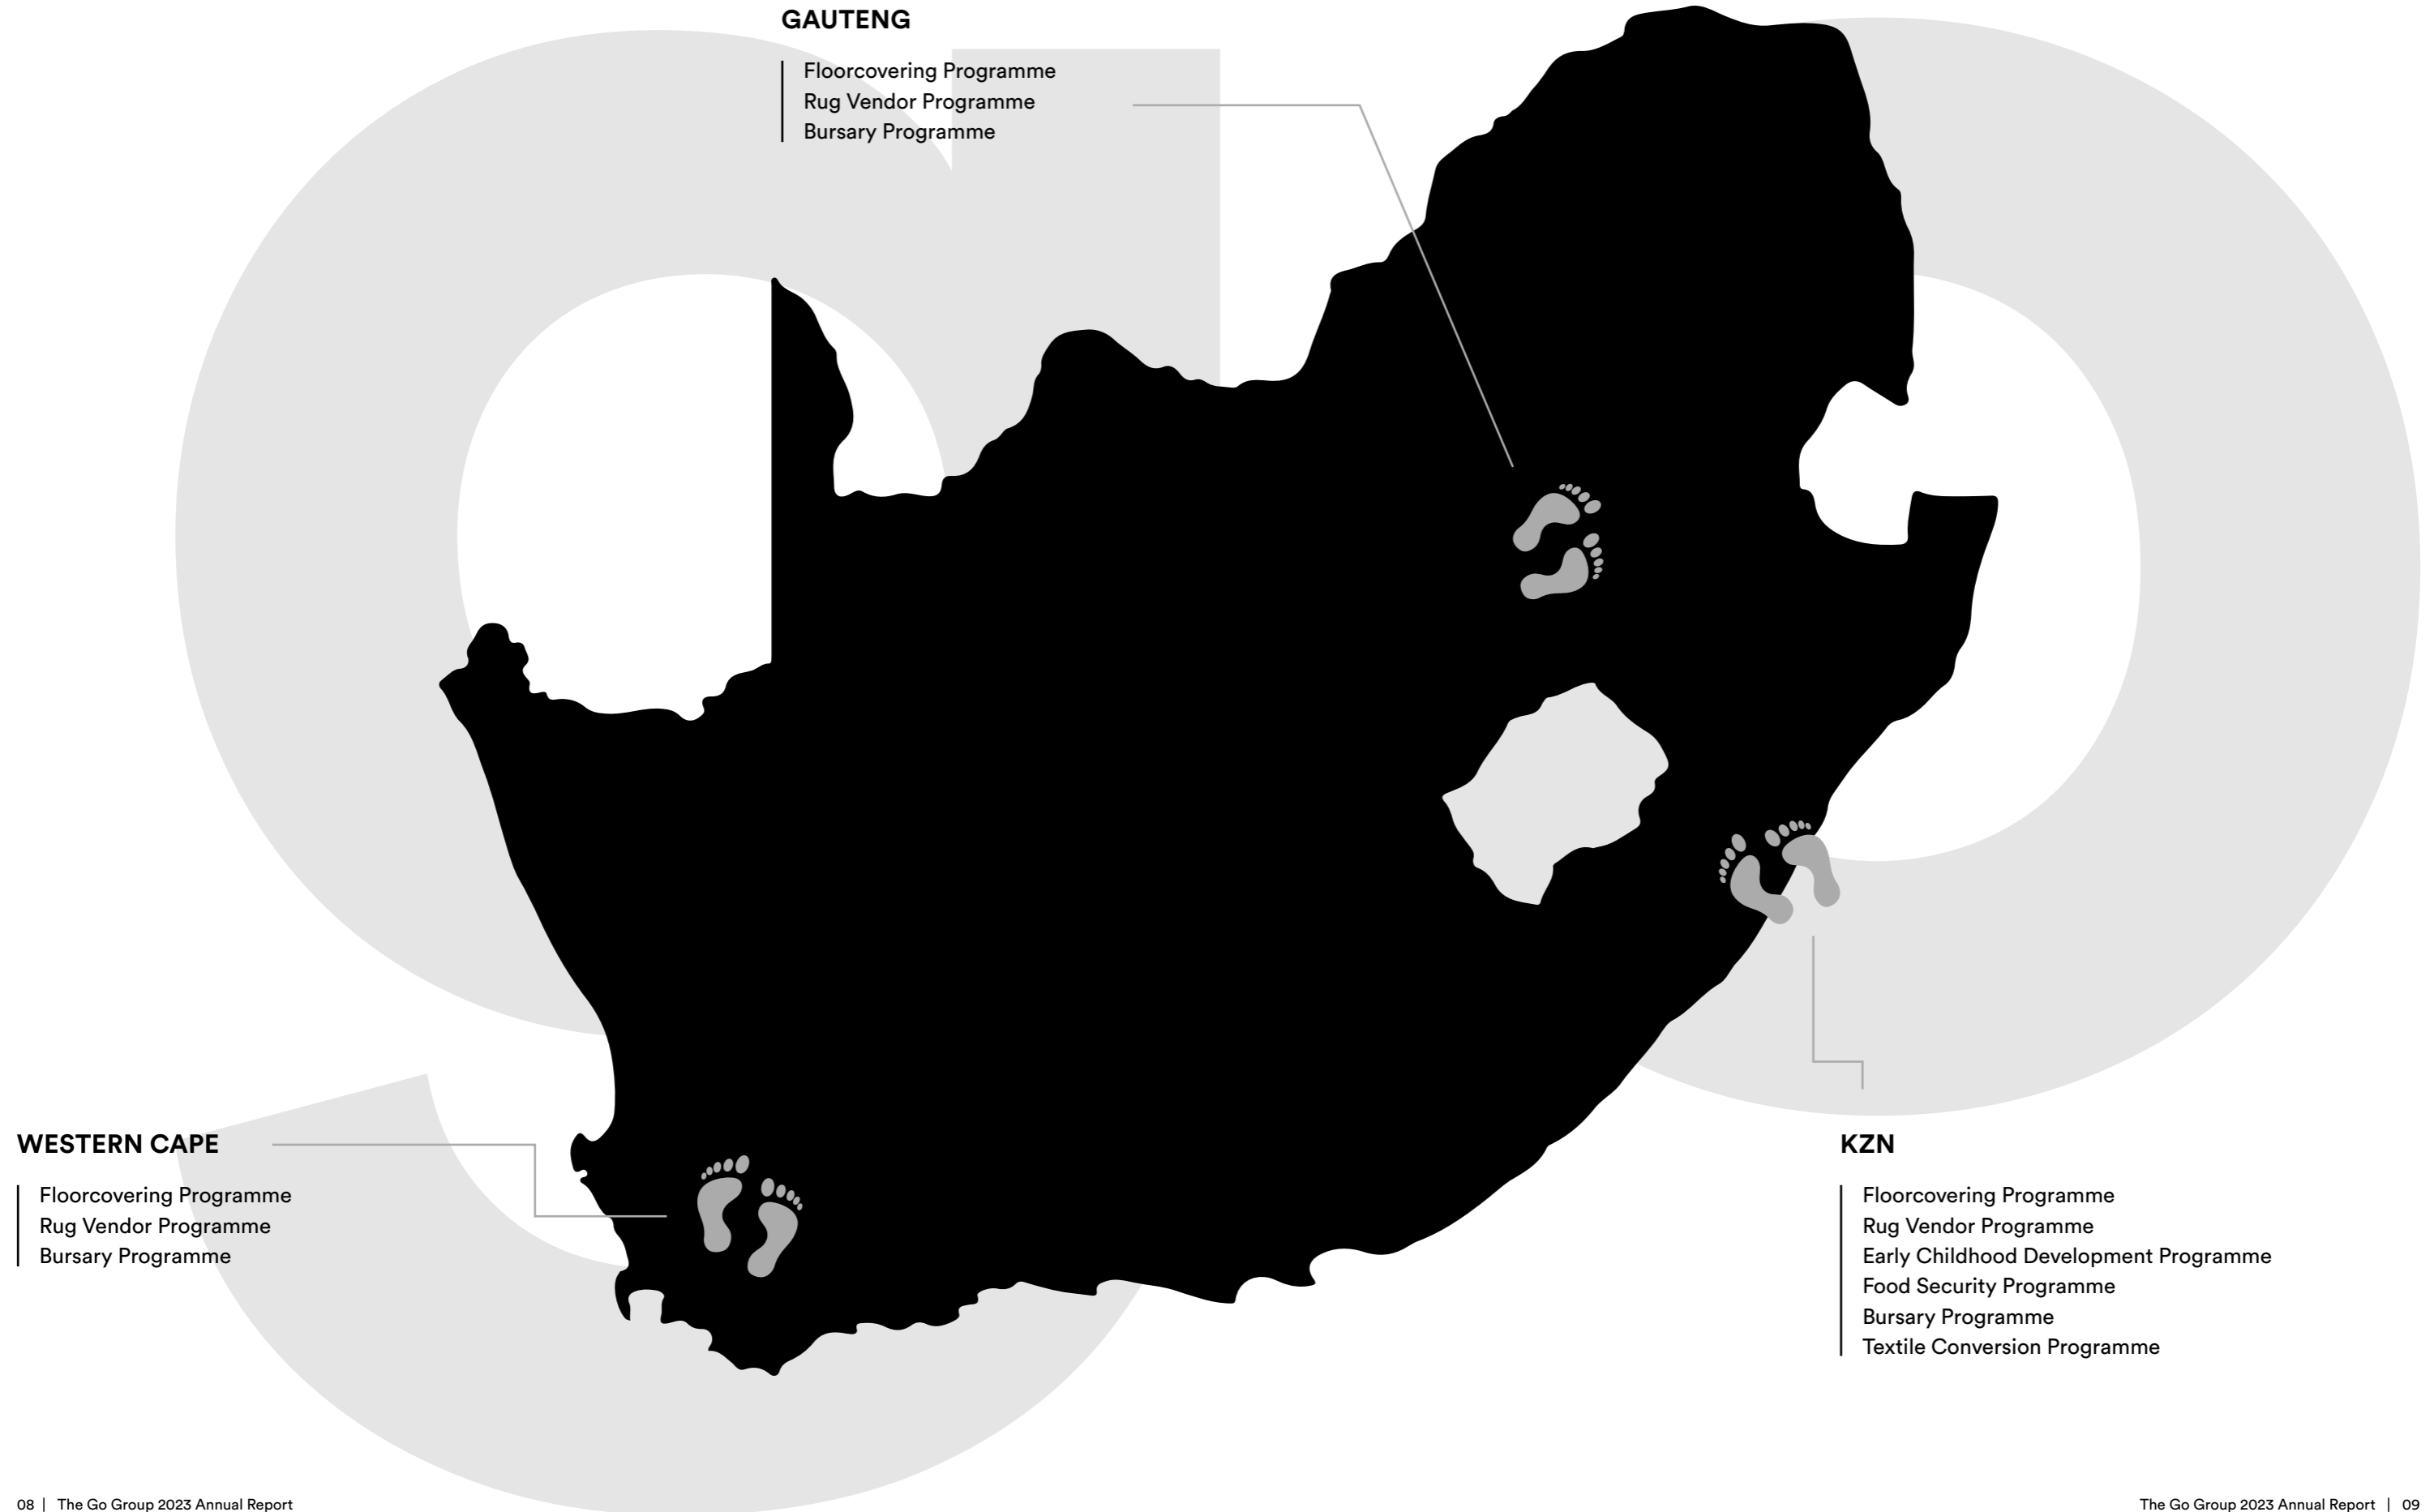 GAUTENG
Floorcovering Programme
Rug Vendor Programme
Bursary Programme
WESTERN CAPE
Floorcovering Programme
Rug Vendor Programme
Bursary Programme
KZN
Floorcovering Programme
Rug Vendor Programme
Early Childhood Development Programme
Food Security Programme
Bursary Programme
Textile Conversion Programme
08 | The Go Group 2023 Annual Report
The Go Group 2023 Annual Report | 09